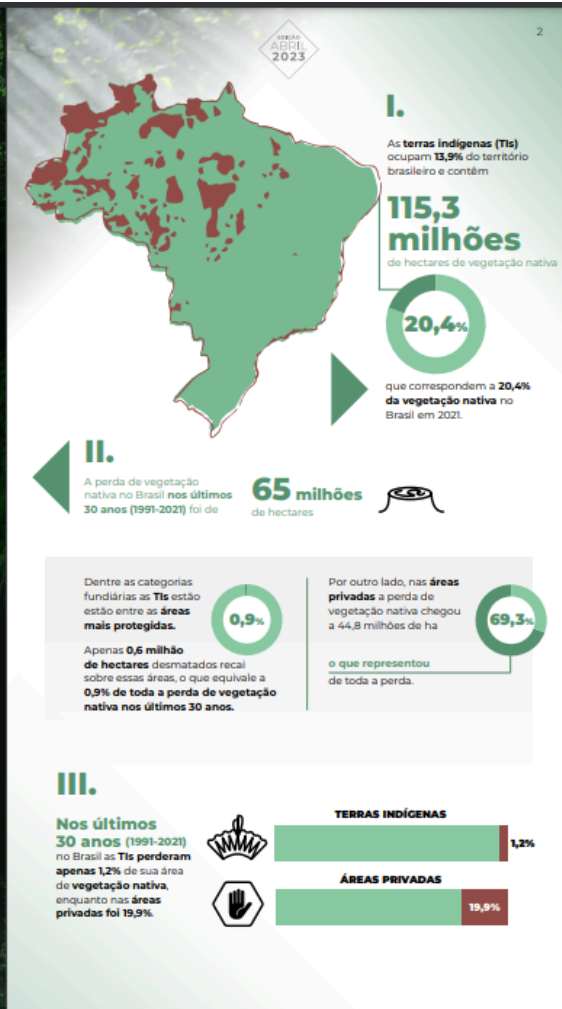 EDIÇÃO
ABRIL
2023
2
I.
As terras indígenas (TIs)
ocupam 13,9% do território
brasileiro e contêm
115,3
milhões
de hectares de vegetação nativa
20,4%
que correspondem a 20,4%
da vegetação nativa no
Brasil em 2021.
II.
A perda de vegetação
nativa no Brasil nos últimos
30 anos (1991-2021) foi de
65 milhões
de hectares
Dentre as categorias
fundiárias as TIs estão
estão entre as áreas
mais protegidas.
0,9%
Apenas 0,6 milhão
de hectares desmatados recai
sobre essas áreas, o que equivale a
0,9% de toda a perda de vegetação
nativa nos últimos 30 anos.
Por outro lado, nas áreas
privadas a perda de
vegetação nativa chegou
a 44,8 milhões de ha
69,3%
o que representou
de toda a perda.
III.
Nos últimos
30 anos (1991-2021)
no Brasil as TIs perderam
apenas 1,2% de sua área
de vegetação nativa,
enquanto nas áreas
privadas foi 19,9%.
TERRAS INDÍGENAS
1,2%
ÁREAS PRIVADAS
19,9%